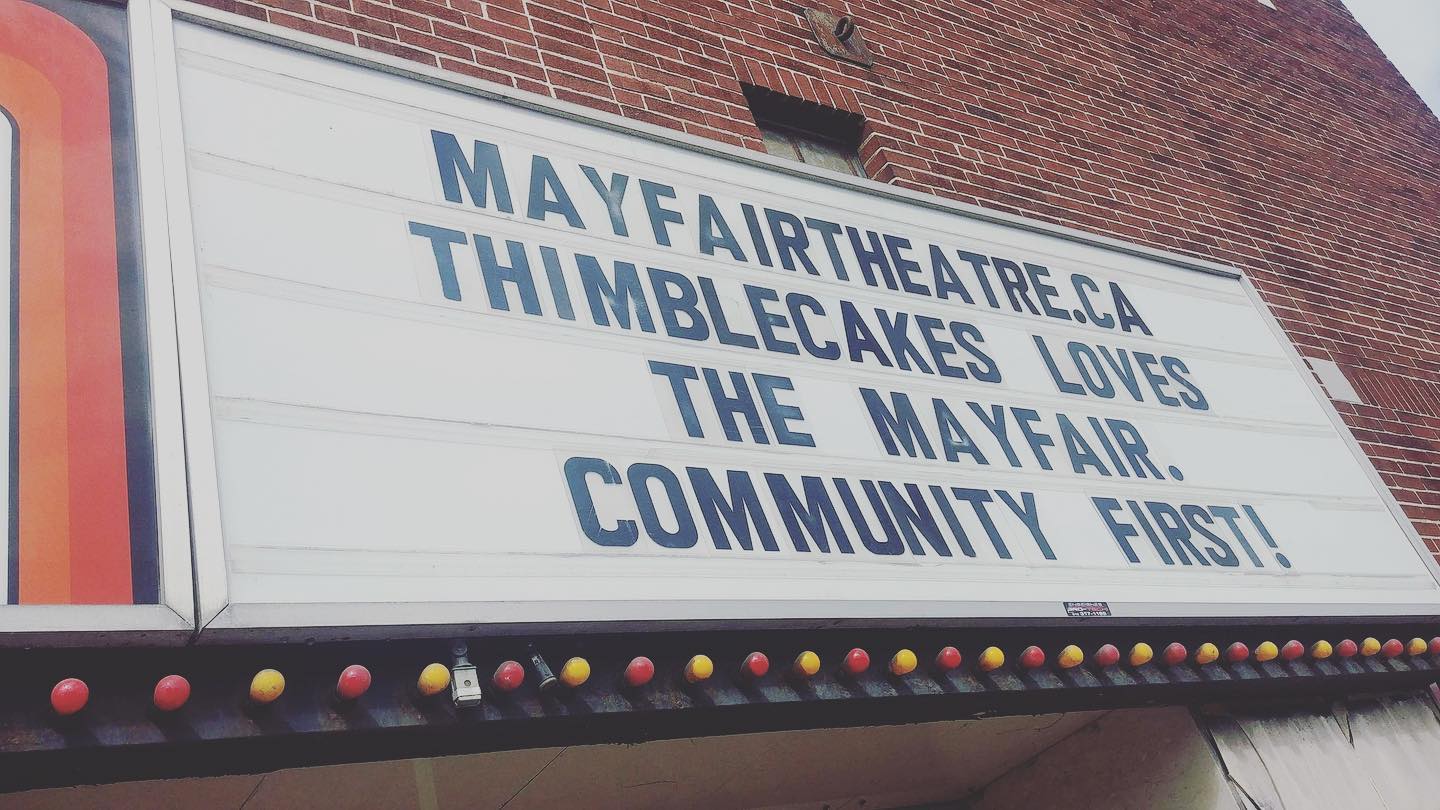 MAYFAIRTHEATRE.CA
THIMBLECAKES LOVES
THE MAYFAIR.
COMMUNITY FIRST!